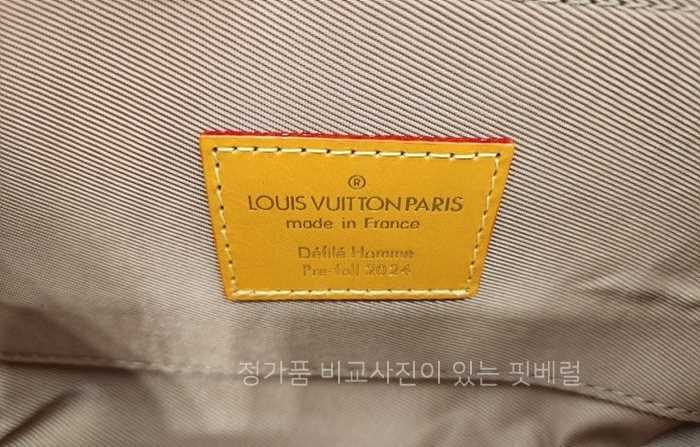 ®
LOUIS VUITTON PARIS
made in France
Défilé Homme
Pre-fall 2024
정가품 비교사진이 있는 핏베럴